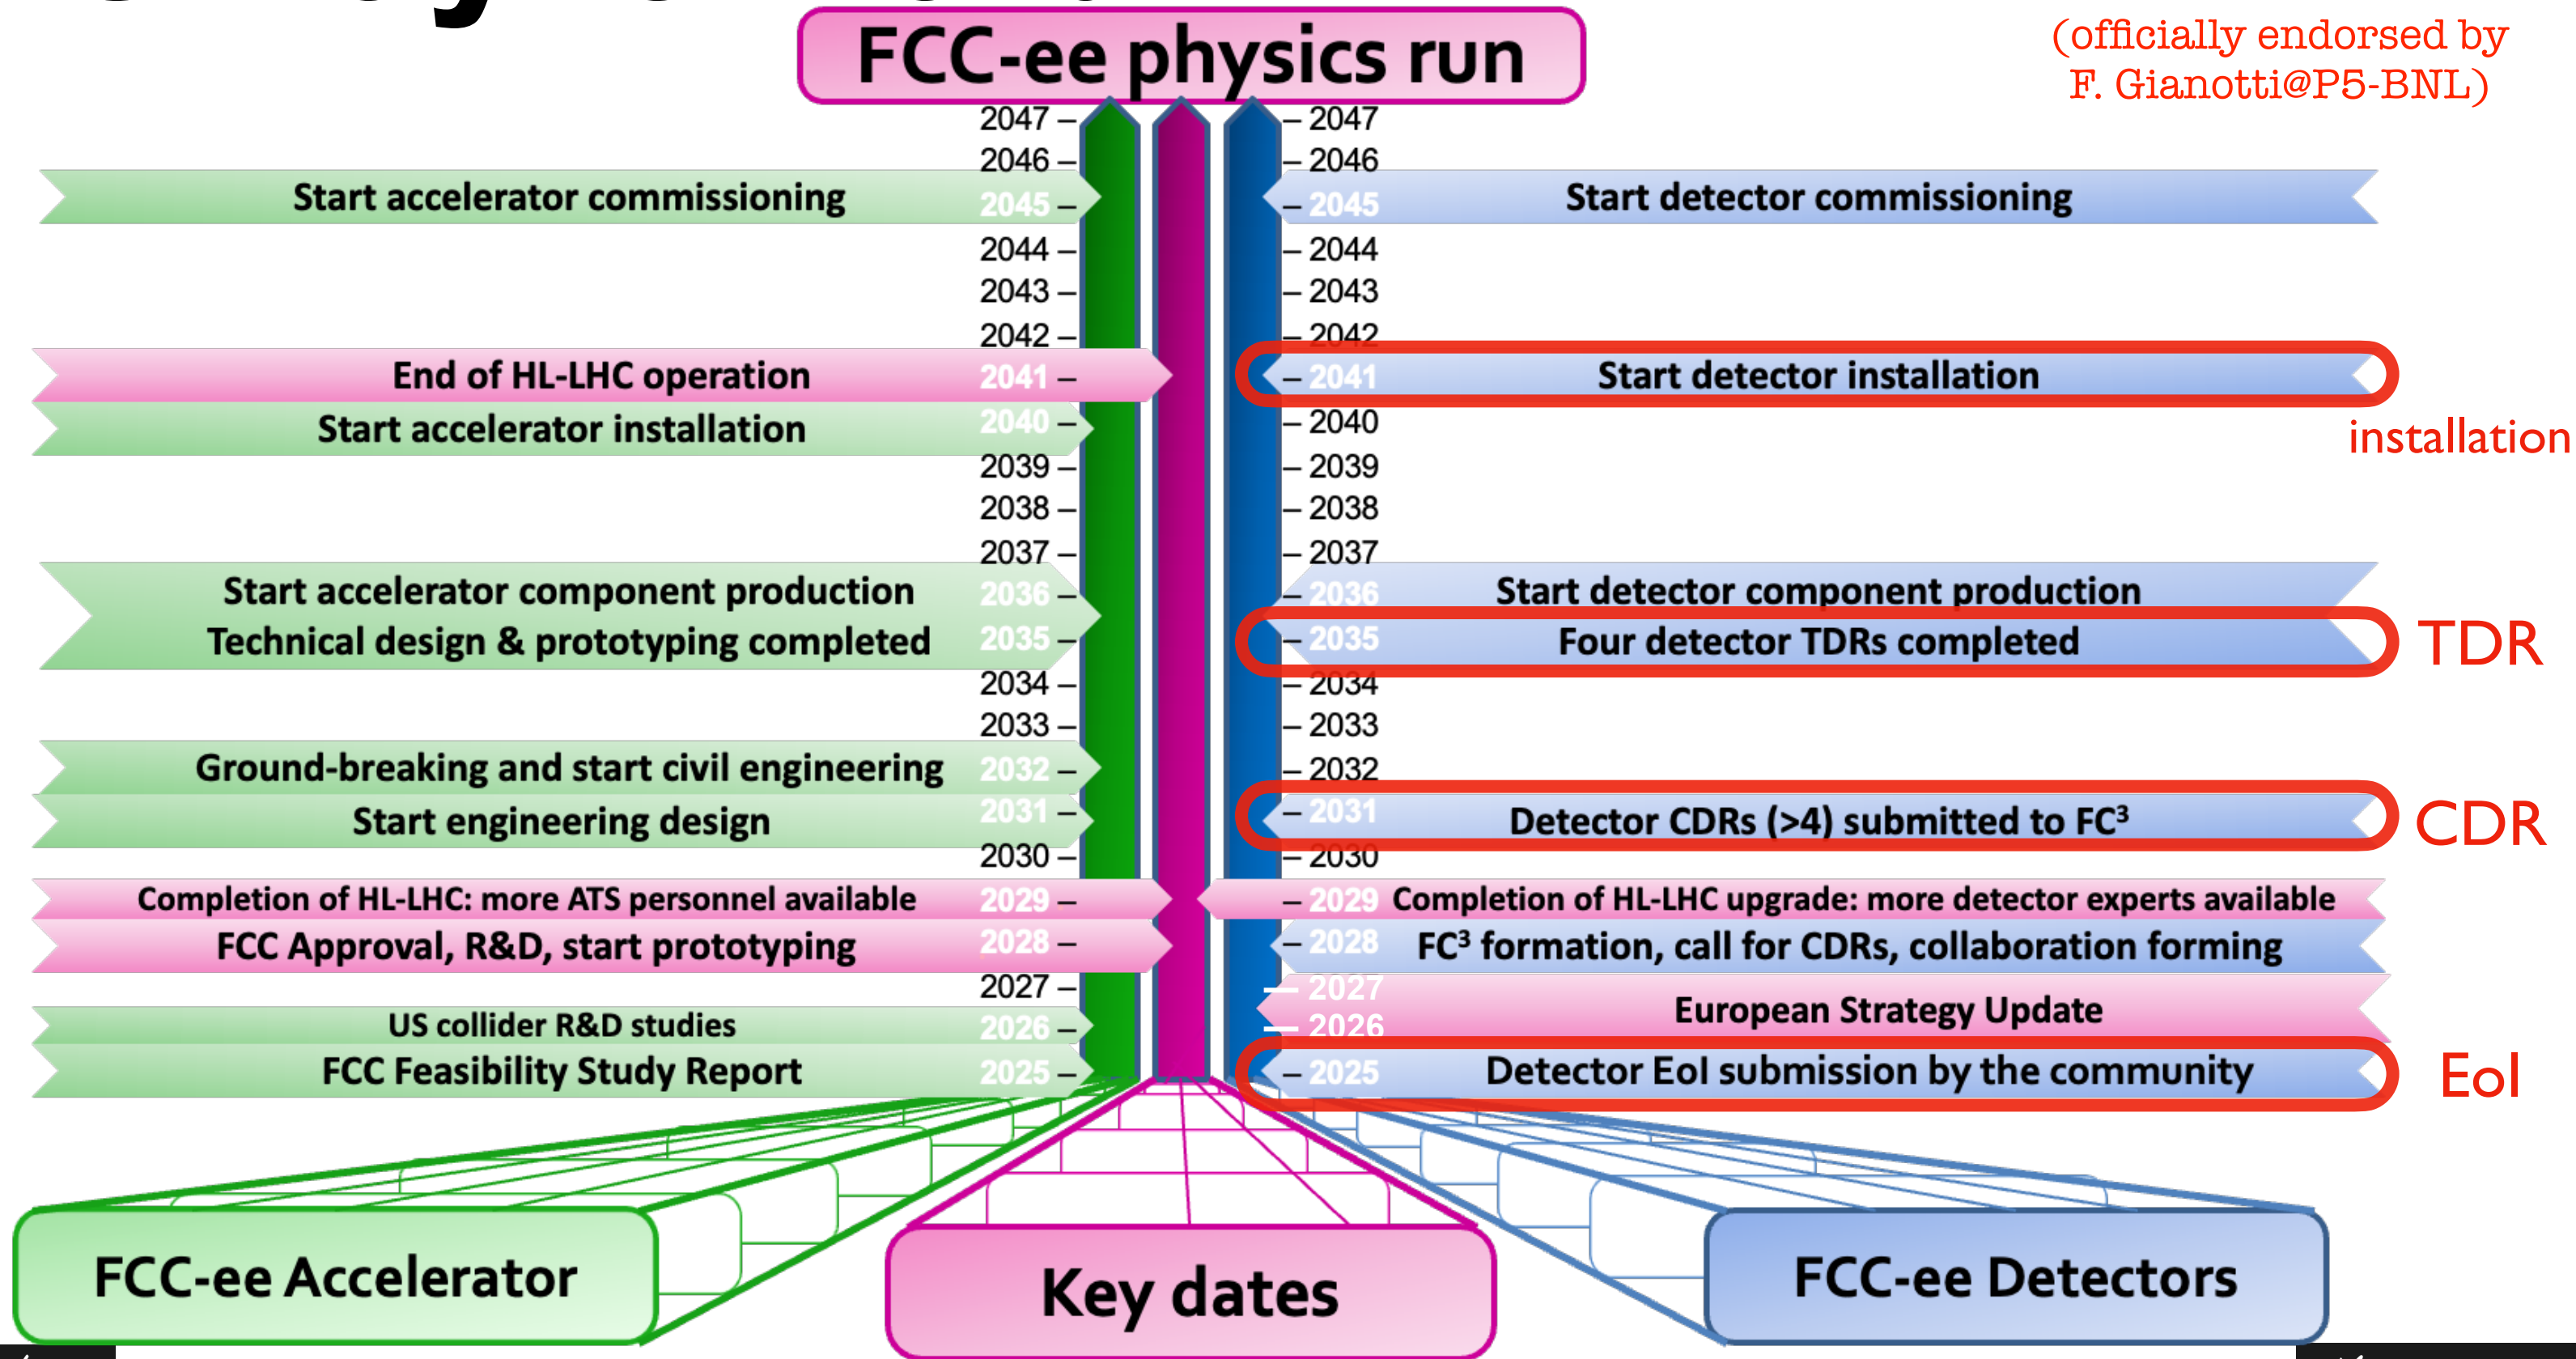 FCC-ee physics run
(officially endorsed by
F. Gianotti@P5-BNL)
2047 2047
2046 2046
Start accelerator commissioning 2045 2045 Start detector commissioning
2044 2044
2043 2043
2042 2042
End of HL-LHC operation 2041 2041 Start detector installation
Start accelerator installation 2040 2040 installation
2039 2039
2038 2038
2037 2037
Start accelerator component production 2036 2036 Start detector component production
Technical design & prototyping completed 2035 2035 Four detector TDRs completed TDR
2034 2034
2033 2033
Ground-breaking and start civil engineering 2032 2032
Start engineering design 2031 2031 Detector CDRs (>4) submitted to FC³ CDR
2030 2030
Completion of HL-LHC: more ATS personnel available 2029 2029 Completion of HL-LHC upgrade: more detector experts available
FCC Approval, R&D, start prototyping 2028 2028 FC³ formation, call for CDRs, collaboration forming
2027 2027
US collider R&D studies 2026 2026 European Strategy Update
FCC Feasibility Study Report 2025 2025 Detector EoI submission by the community EoI
FCC-ee Accelerator
Key dates
FCC-ee Detectors